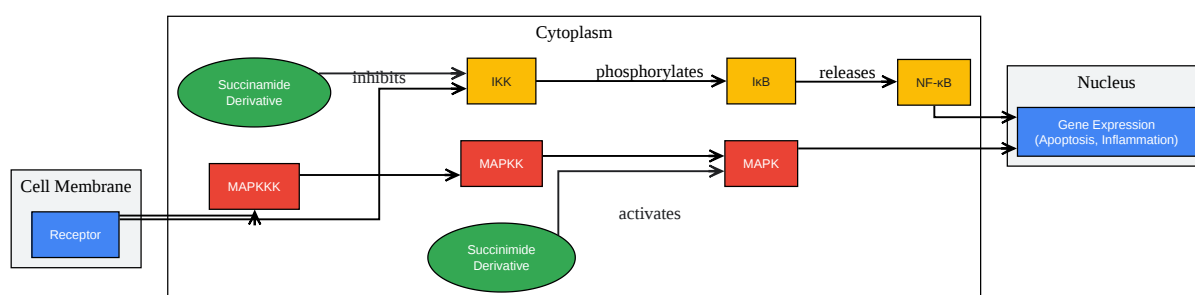 Cytoplasm
Succinamide
Derivative
inhibits
IKK
phosphorylates
IκB
releases
NF-κB
Nucleus
Gene Expression
(Apoptosis, Inflammation)
MAPKK
MAPK
Cell Membrane
MAPKKK
Receptor
activates
Succinimide
Derivative